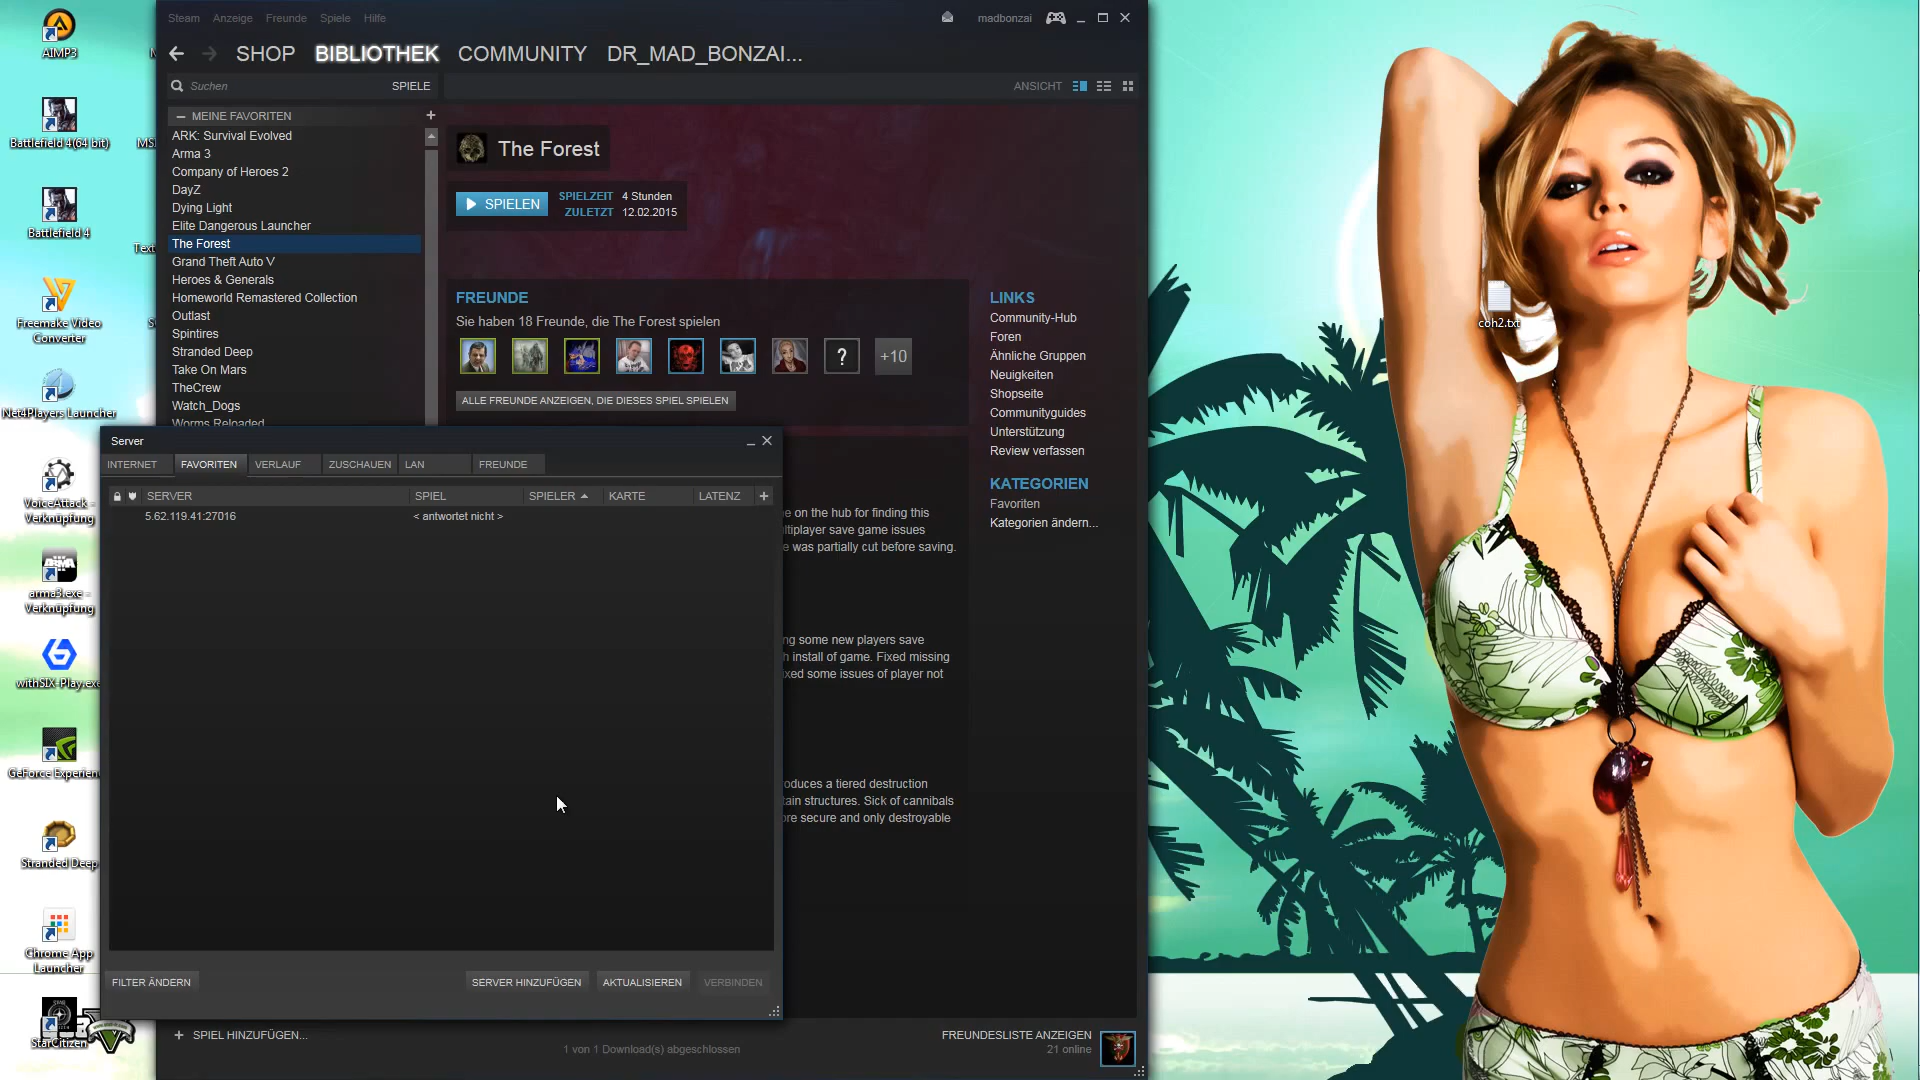 AIMP3
Battlefield 4(64 bit)
Battlefield 4
Freemake Video
Converter
Net4Players Launcher
VoiceAttack -
Verknüpfung
arma3.exe -
Verknüpfung
withSIX-Play.exe
GeForce Experien
Stranded Deep
Chrome App
Launcher
StarCitizen
Steam Anzeige Freunde Spiele Hilfe
madbonzai
SHOP BIBLIOTHEK COMMUNITY DR_MAD_BONZAI...
Suchen SPIELE
ANSICHT
MEINE FAVORITEN
ARK: Survival Evolved
Arma 3
Company of Heroes 2
DayZ
Dying Light
Elite Dangerous Launcher
The Forest
Grand Theft Auto V
Heroes & Generals
Homeworld Remastered Collection
Outlast
Spintires
Stranded Deep
Take On Mars
TheCrew
Watch_Dogs
Worms Reloaded
The Forest
SPIELEN
SPIELZEIT 4 Stunden
ZULETZT 12.02.2015
FREUNDE
Sie haben 18 Freunde, die The Forest spielen
?
+10
ALLE FREUNDE ANZEIGEN, DIE DIESES SPIEL SPIELEN
LINKS
Community-Hub
Foren
Ähnliche Gruppen
Neuigkeiten
Shopseite
Communityguides
Unterstützung
Review verfassen
KATEGORIEN
Favoriten
Kategorien ändern...
e on the hub for finding this
ltiplayer save game issues
e was partially cut before saving.
ng some new players save
h install of game. Fixed missing
xed some issues of player not
oduces a tiered destruction
tain structures. Sick of cannibals
ore secure and only destroyable
Server
INTERNET FAVORITEN VERLAUF ZUSCHAUEN LAN FREUNDE
SERVER SPIEL SPIELER KARTE LATENZ
5.62.119.41:27016 < antwortet nicht >
FILTER ÄNDERN SERVER HINZUFÜGEN AKTUALISIEREN VERBINDEN
SPIEL HINZUFÜGEN...
1 von 1 Download(s) abgeschlossen
FREUNDESLISTE ANZEIGEN
21 online
coh2.txt